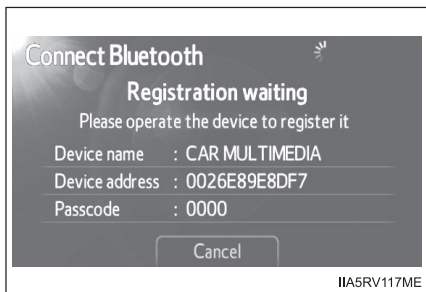 Connect Bluetooth
Registration waiting
Please operate the device to register it
Device name : CAR MULTIMEDIA
Device address : 0026E89E8DF7
Passcode : 0000
Cancel
IIA5RV117ME